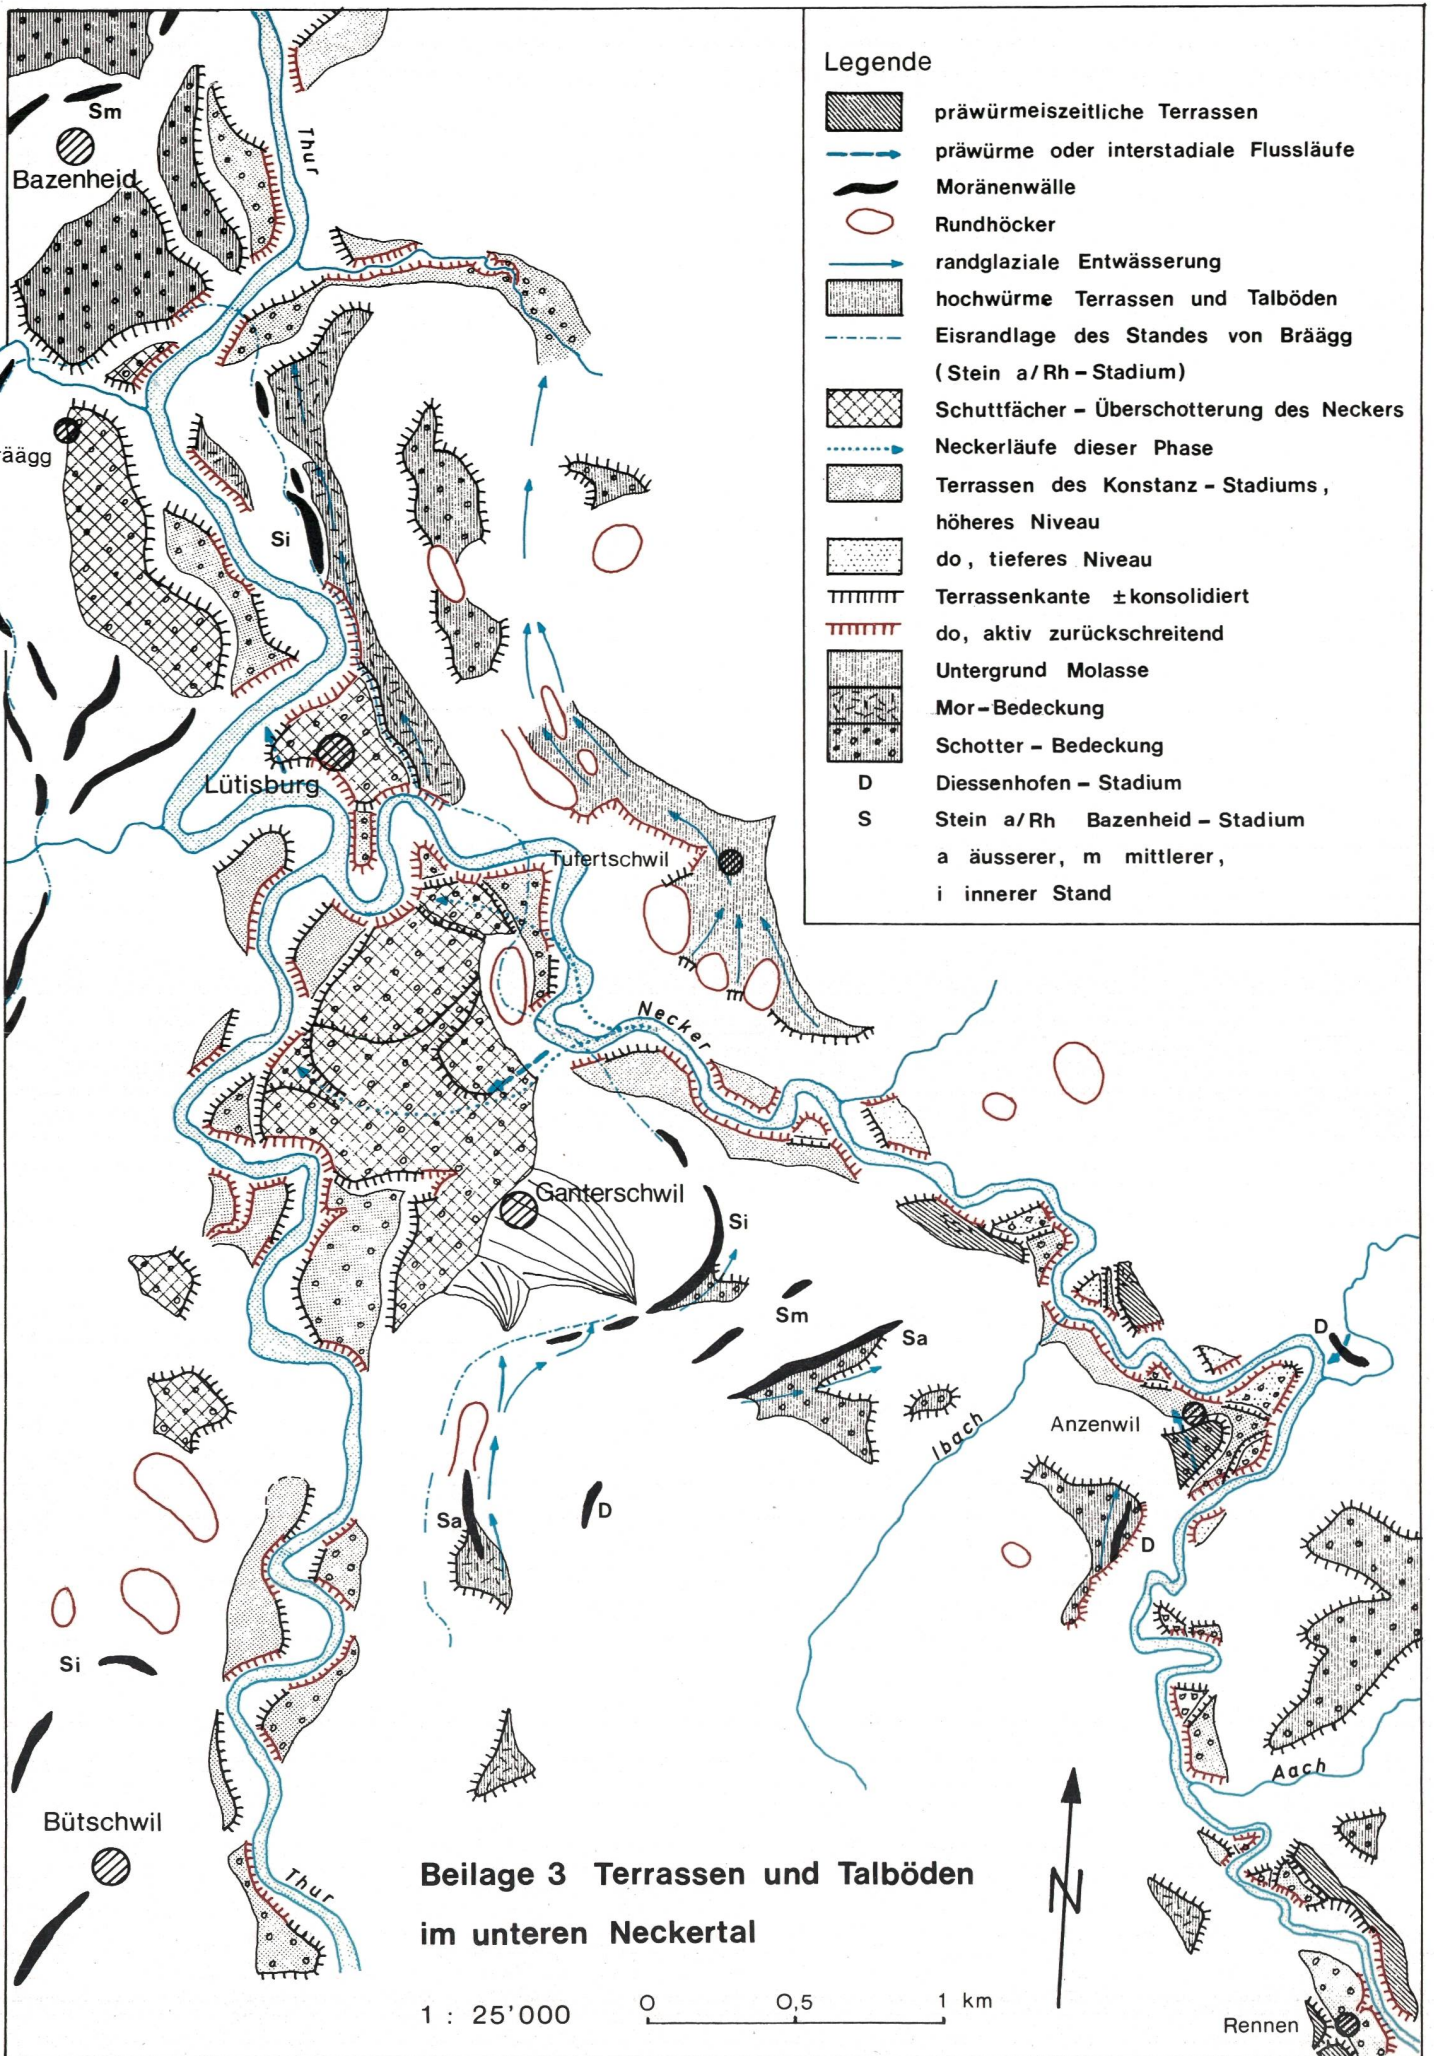 Legende
präwürmeiszeitliche Terrassen
präwürme oder interstadiale Flussläufe
Moränenwälle
Rundhöcker
randglaziale Entwässerung
hochwürme Terrassen und Talböden
Eisrandlage des Standes von Bräägg
(Stein a/Rh – Stadium)
Schuttfächer – Überschotterung des Neckers
Neckerläufe dieser Phase
Terrassen des Konstanz – Stadiums,
höheres Niveau
do, tieferes Niveau
Terrassenkante ± konsolidiert
do, aktiv zurückschreitend
Untergrund Molasse
Mor – Bedeckung
Schotter – Bedeckung
D Diessenhofen – Stadium
S Stein a/Rh Bazenheid – Stadium
a äusserer, m mittlerer,
i innerer Stand
Sm
Bazenheid
Thur
räägg
Si
Lütisburg
Tufertschwil
Necker
Ganterschwil
Si
Sm
Sa
D
Anzenwil
Ibach
Sa
D
D
Si
Aach
Bütschwil
Thur
Rennen
N
Beilage 3 Terrassen und Talböden
im unteren Neckertal
1 : 25'000
0 0,5 1 km